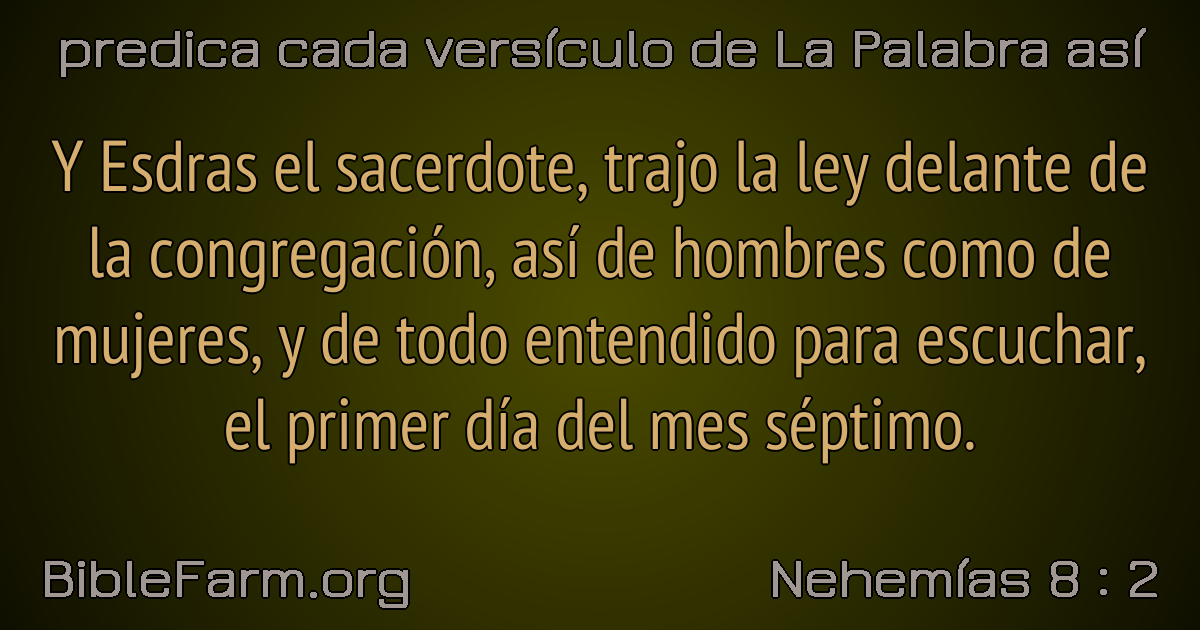 predica cada versículo de La Palabra así
Y Esdras el sacerdote, trajo la ley delante de
la congregación, así de hombres como de
mujeres, y de todo entendido para escuchar,
el primer día del mes séptimo.
BibleFarm.org
Nehemías 8 : 2